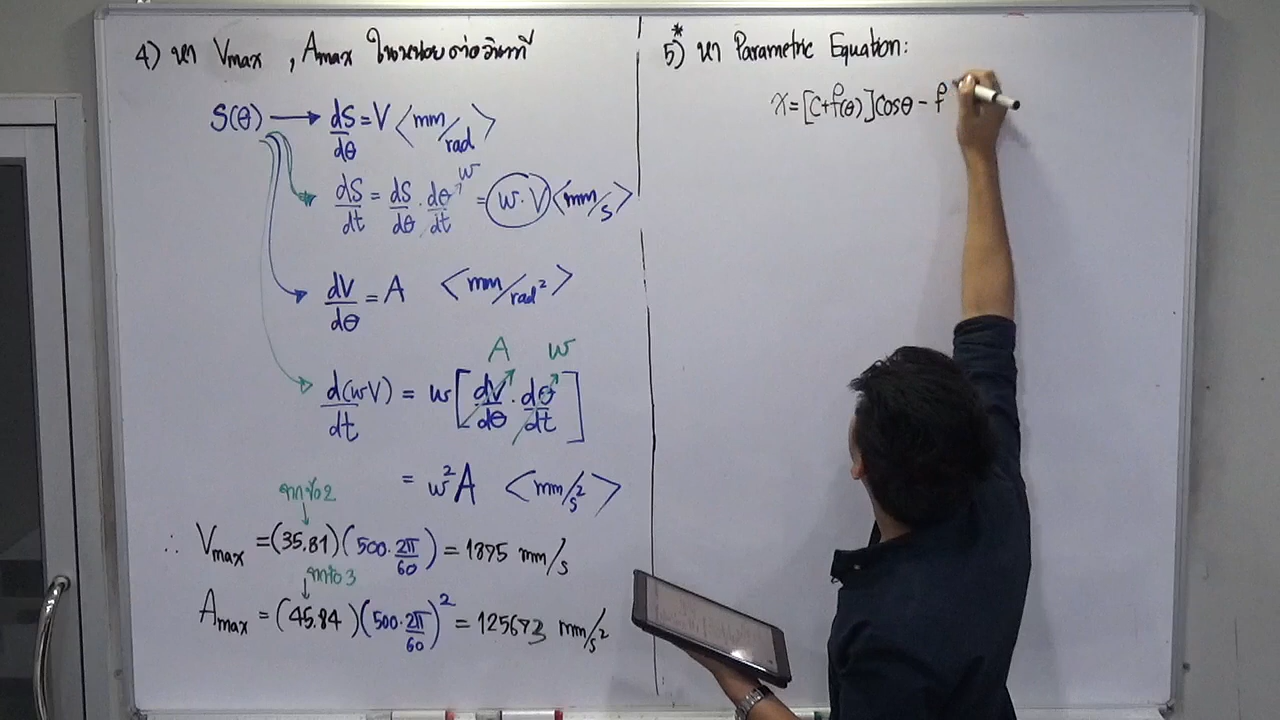 4) หา Vmax , Amax ในหน่วยต่อวินาที
S(θ) → dS/dθ = V <mm/rad>
dS/dt = dS/dθ · dθ/dt = w·V <mm/s>
w
dV/dθ = A <mm/rad²>
A w
d(wV)/dt = w[dV/dθ · dθ/dt]
= w²A <mm/s²>
จากข้อ2
∴ Vmax = (35.81)(500·2π/60) = 1875 mm/s
จากข้อ3
Amax = (45.84)(500·2π/60)² = 125673 mm/s²
5)* หา Parametric Equation:
x = [C+f(θ)]cosθ - f